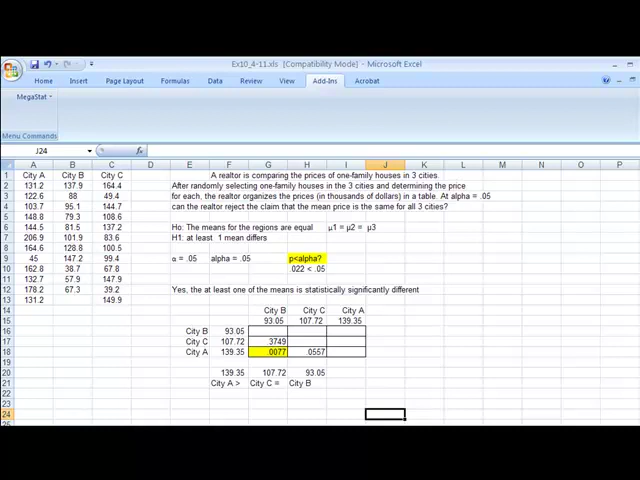 Ex10_4-11.xls [Compatibility Mode] - Microsoft Excel
Home Insert Page Layout Formulas Data Review View Add-Ins Acrobat
MegaStat
Menu Commands
J24 fx
A B C D E F G H I J K L M N O P
1 City A City B City C A realtor is comparing the prices of one-family houses in 3 cities.
2 131.2 137.9 164.4 After randomly selecting one-family houses in the 3 cities and determining the price
3 122.6 88 49.4 for each, the realtor organizes the prices (in thousands of dollars) in a table. At alpha = .05
4 103.7 95.1 144.7 can the realtor reject the claim that the mean price is the same for all 3 cities?
5 148.8 79.3 108.6
6 144.5 81.5 137.2 Ho: The means for the regions are equal µ1 = µ2 = µ3
7 206.9 101.9 83.6 H1: at least 1 mean differs
8 164.6 128.8 100.5
9 45 147.2 99.4 α = .05 alpha = .05 p<alpha?
10 162.8 38.7 67.8 .022 < .05
11 132.7 57.9 147.9
12 178.2 67.3 39.2 Yes, the at least one of the means is statistically significantly different
13 131.2 149.9
14 City B City C City A
15 93.05 107.72 139.35
16 City B 93.05
17 City C 107.72 .3749
18 City A 139.35 .0077 .0557
19
20 139.35 107.72 93.05
21 City A > City C = City B
22
23
24
25